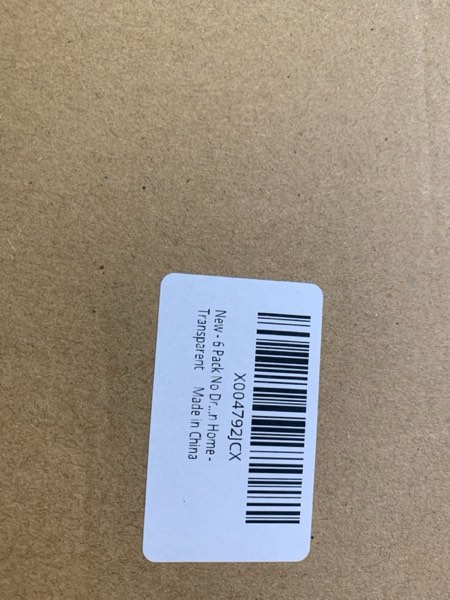 X004792JCX
New - 6 Pack No Dr...n Home -
Transparent Made in China